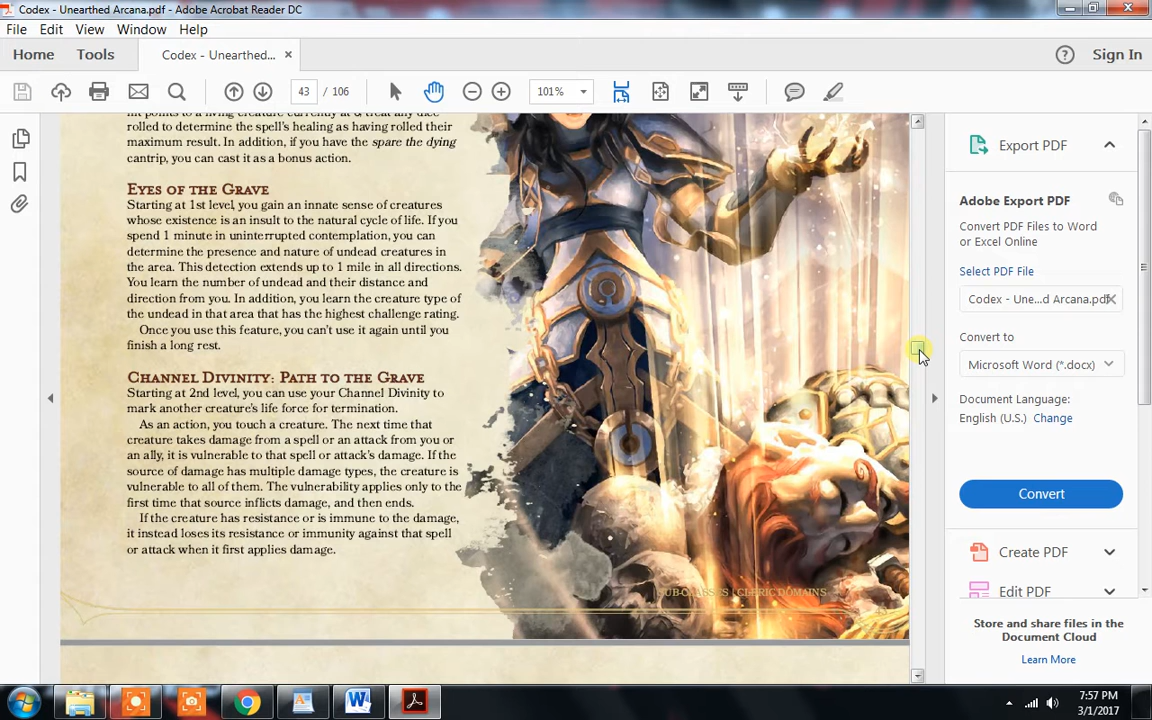 Codex - Unearthed Arcana.pdf - Adobe Acrobat Reader DC
File Edit View Window Help
Home Tools Codex - Unearthed... × Sign In
43 / 106 101%
rolled to determine the spell's healing as having rolled their
maximum result. In addition, if you have the spare the dying
cantrip, you can cast it as a bonus action.
EYES OF THE GRAVE
Starting at 1st level, you gain an innate sense of creatures
whose existence is an insult to the natural cycle of life. If you
spend 1 minute in uninterrupted contemplation, you can
determine the presence and nature of undead creatures in
the area. This detection extends up to 1 mile in all directions.
You learn the number of undead and their distance and
direction from you. In addition, you learn the creature type of
the undead in that area that has the highest challenge rating.
Once you use this feature, you can't use it again until you
finish a long rest.
CHANNEL DIVINITY: PATH TO THE GRAVE
Starting at 2nd level, you can use your Channel Divinity to
mark another creature's life force for termination.
As an action, you touch a creature. The next time that
creature takes damage from a spell or an attack from you or
an ally, it is vulnerable to that spell or attack's damage. If the
source of damage has multiple damage types, the creature is
vulnerable to all of them. The vulnerability applies only to the
first time that source inflicts damage, and then ends.
If the creature has resistance or is immune to the damage,
it instead loses its resistance or immunity against that spell
or attack when it first applies damage.
SUB-CLASSES | CLERIC DOMAINS
Export PDF
Adobe Export PDF
Convert PDF Files to Word
or Excel Online
Select PDF File
Codex - Une...d Arcana.pdf
Convert to
Microsoft Word (*.docx)
Document Language:
English (U.S.) Change
Convert
Create PDF
Edit PDF
Store and share files in the
Document Cloud
Learn More
7:57 PM
3/1/2017